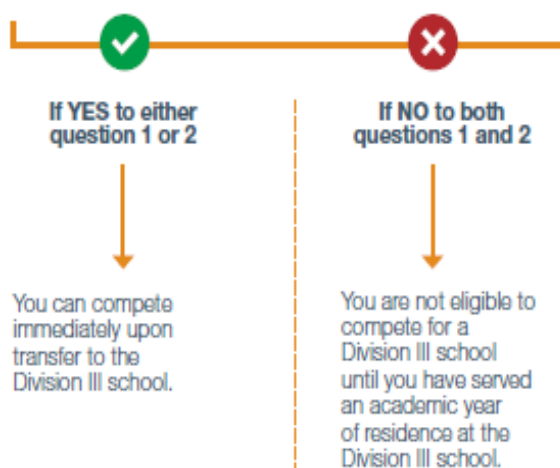 If YES to either
question 1 or 2
You can compete
immediately upon
transfer to the
Division III school.
If NO to both
questions 1 and 2
You are not eligible to
compete for a
Division III school
until you have served
an academic year
of residence at the
Division III school.